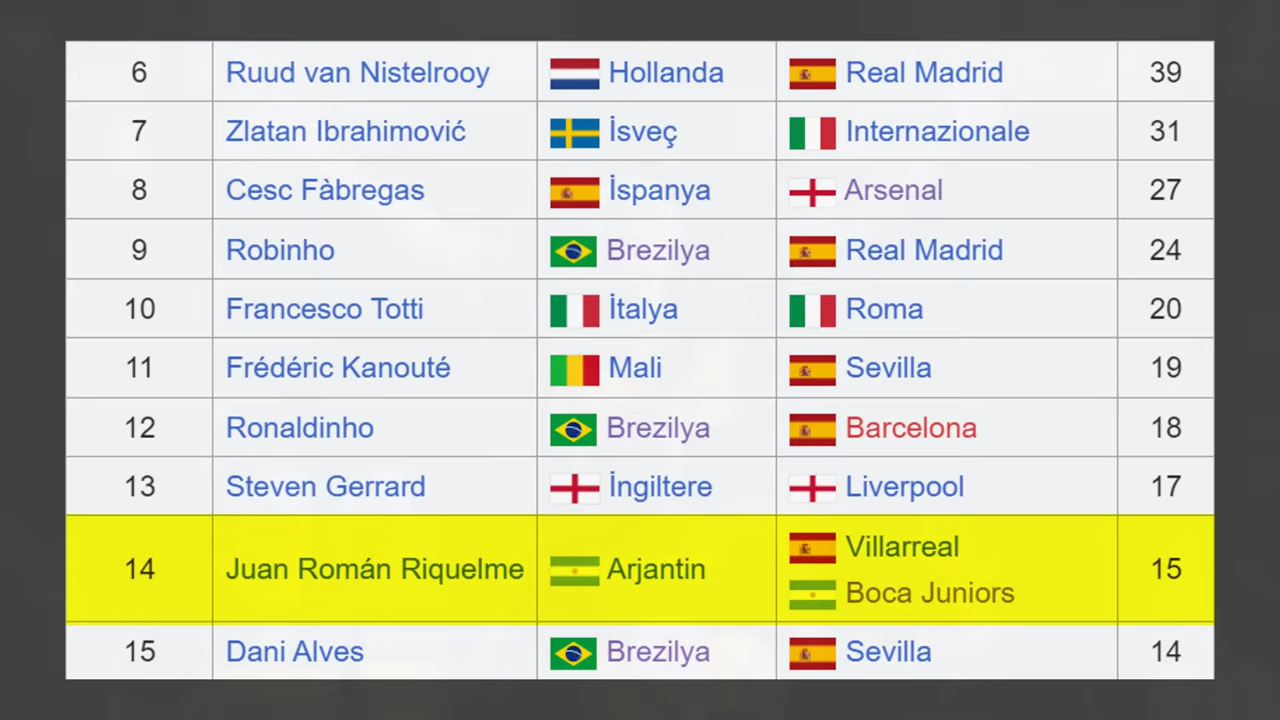 6 Ruud van Nistelrooy Hollanda Real Madrid 39
7 Zlatan Ibrahimović İsveç Internazionale 31
8 Cesc Fàbregas İspanya Arsenal 27
9 Robinho Brezilya Real Madrid 24
10 Francesco Totti İtalya Roma 20
11 Frédéric Kanouté Mali Sevilla 19
12 Ronaldinho Brezilya Barcelona 18
13 Steven Gerrard İngiltere Liverpool 17
14 Juan Román Riquelme Arjantin Villarreal 15
Boca Juniors
15 Dani Alves Brezilya Sevilla 14